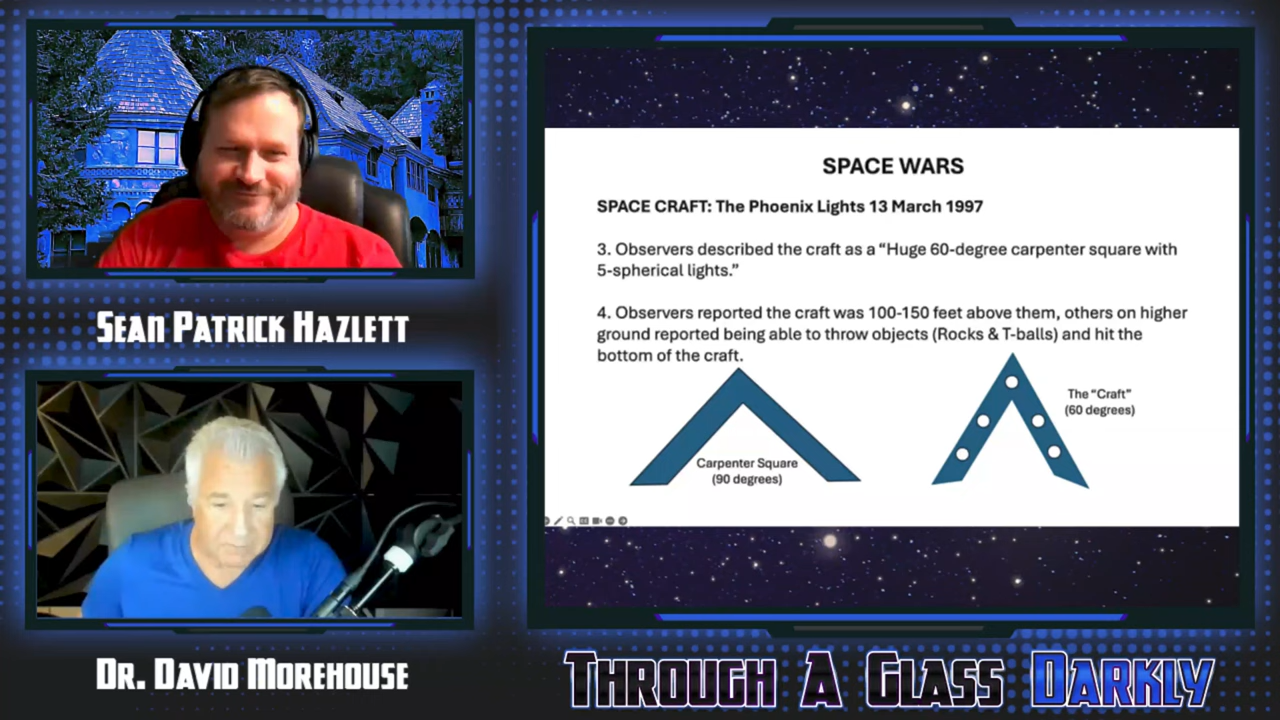 SEAN PATRICK HAZLETT
DR. DAVID MOREHOUSE
SPACE WARS
SPACE CRAFT: The Phoenix Lights 13 March 1997
3. Observers described the craft as a “Huge 60-degree carpenter square with
5-spherical lights.”
4. Observers reported the craft was 100-150 feet above them, others on higher
ground reported being able to throw objects (Rocks & T-balls) and hit the
bottom of the craft.
Carpenter Square
(90 degrees)
The “Craft”
(60 degrees)
THROUGH A GLASS DARKLY